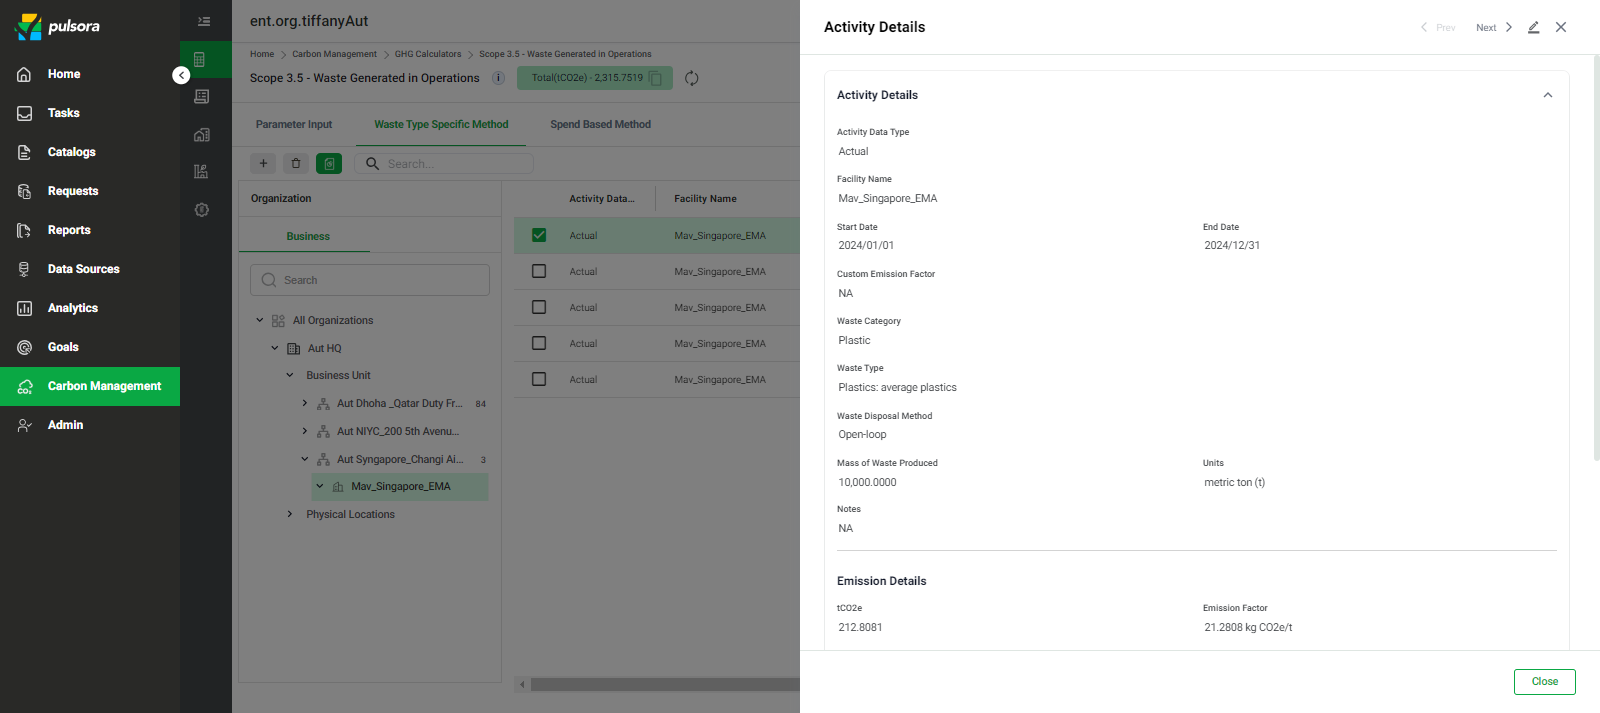 pulsora
Home
Tasks
Catalogs
Requests
Reports
Data Sources
Analytics
Goals
Carbon Management
Admin
ent.org.tiffanyAut
Home > Carbon Management > GHG Calculators > Scope 3.5 - Waste Generated in Operations
Scope 3.5 - Waste Generated in Operations
Total(tCO2e) - 2,315.7519
Parameter Input
Waste Type Specific Method
Spend Based Method
Search...
Organization
Business
Search
All Organizations
Aut HQ
Business Unit
Aut Dhoha _Qatar Duty Fr... 84
Aut NIYC_200 5th Avenu...
Aut Syngapore_Changi Ai... 3
Mav_Singapore_EMA
Physical Locations
Activity Data... Facility Name
Actual Mav_Singapore_EMA
Actual Mav_Singapore_EMA
Actual Mav_Singapore_EMA
Actual Mav_Singapore_EMA
Actual Mav_Singapore_EMA
Activity Details
Prev
Next
Activity Details
Activity Data Type
Actual
Facility Name
Mav_Singapore_EMA
Start Date End Date
2024/01/01 2024/12/31
Custom Emission Factor
NA
Waste Category
Plastic
Waste Type
Plastics: average plastics
Waste Disposal Method
Open-loop
Mass of Waste Produced Units
10,000.0000 metric ton (t)
Notes
NA
Emission Details
tCO2e Emission Factor
212.8081 21.2808 kg CO2e/t
Close